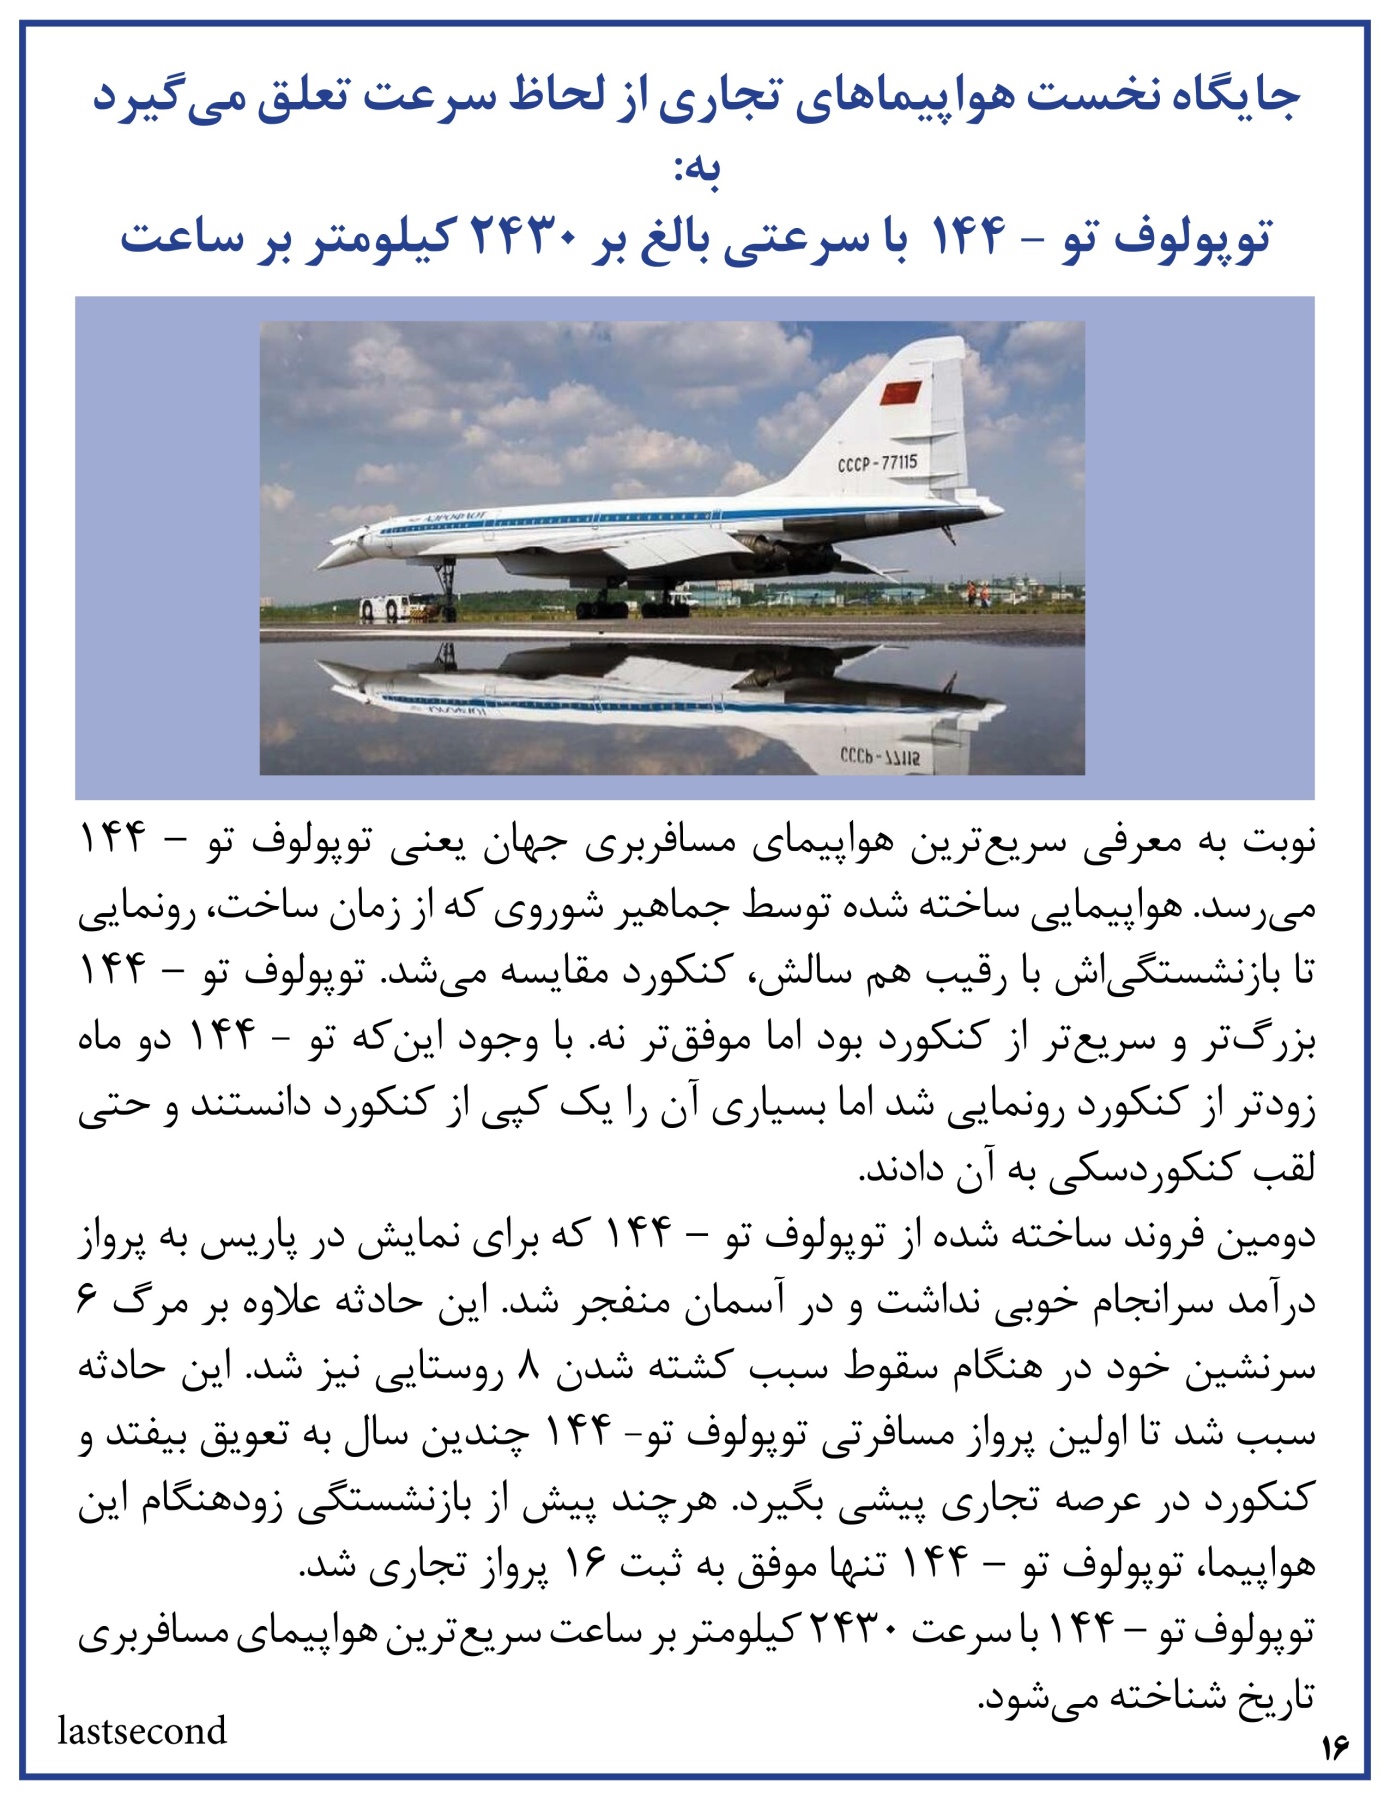 جایگاه نخست هواپیماهای تجاری از لحاظ سرعت تعلق می‌گیرد
به:
توپولوف تو – ۱۴۴ با سرعتی بالغ بر ۲۴۳۰ کیلومتر بر ساعت
CCCP-77115
АЭРОФЛОТ
نوبت به معرفی سریع‌ترین هواپیمای مسافربری جهان یعنی توپولوف تو – ۱۴۴
می‌رسد. هواپیمایی ساخته شده توسط جماهیر شوروی که از زمان ساخت، رونمایی
تا بازنشستگی‌اش با رقیب هم سالش، کنکورد مقایسه می‌شد. توپولوف تو – ۱۴۴
بزرگ‌تر و سریع‌تر از کنکورد بود اما موفق‌تر نه. با وجود این‌که تو – ۱۴۴ دو ماه
زودتر از کنکورد رونمایی شد اما بسیاری آن را یک کپی از کنکورد دانستند و حتی
لقب کنکوردسکی به آن دادند.
دومین فروند ساخته شده از توپولوف تو – ۱۴۴ که برای نمایش در پاریس به پرواز
درآمد سرانجام خوبی نداشت و در آسمان منفجر شد. این حادثه علاوه بر مرگ ۶
سرنشین خود در هنگام سقوط سبب کشته شدن ۸ روستایی نیز شد. این حادثه
سبب شد تا اولین پرواز مسافرتی توپولوف تو– ۱۴۴ چندین سال به تعویق بیفتد و
کنکورد در عرصه تجاری پیشی بگیرد. هرچند پیش از بازنشستگی زودهنگام این
هواپیما، توپولوف تو – ۱۴۴ تنها موفق به ثبت ۱۶ پرواز تجاری شد.
توپولوف تو – ۱۴۴ با سرعت ۲۴۳۰ کیلومتر بر ساعت سریع‌ترین هواپیمای مسافربری
تاریخ شناخته می‌شود.
lastsecond
۱۶